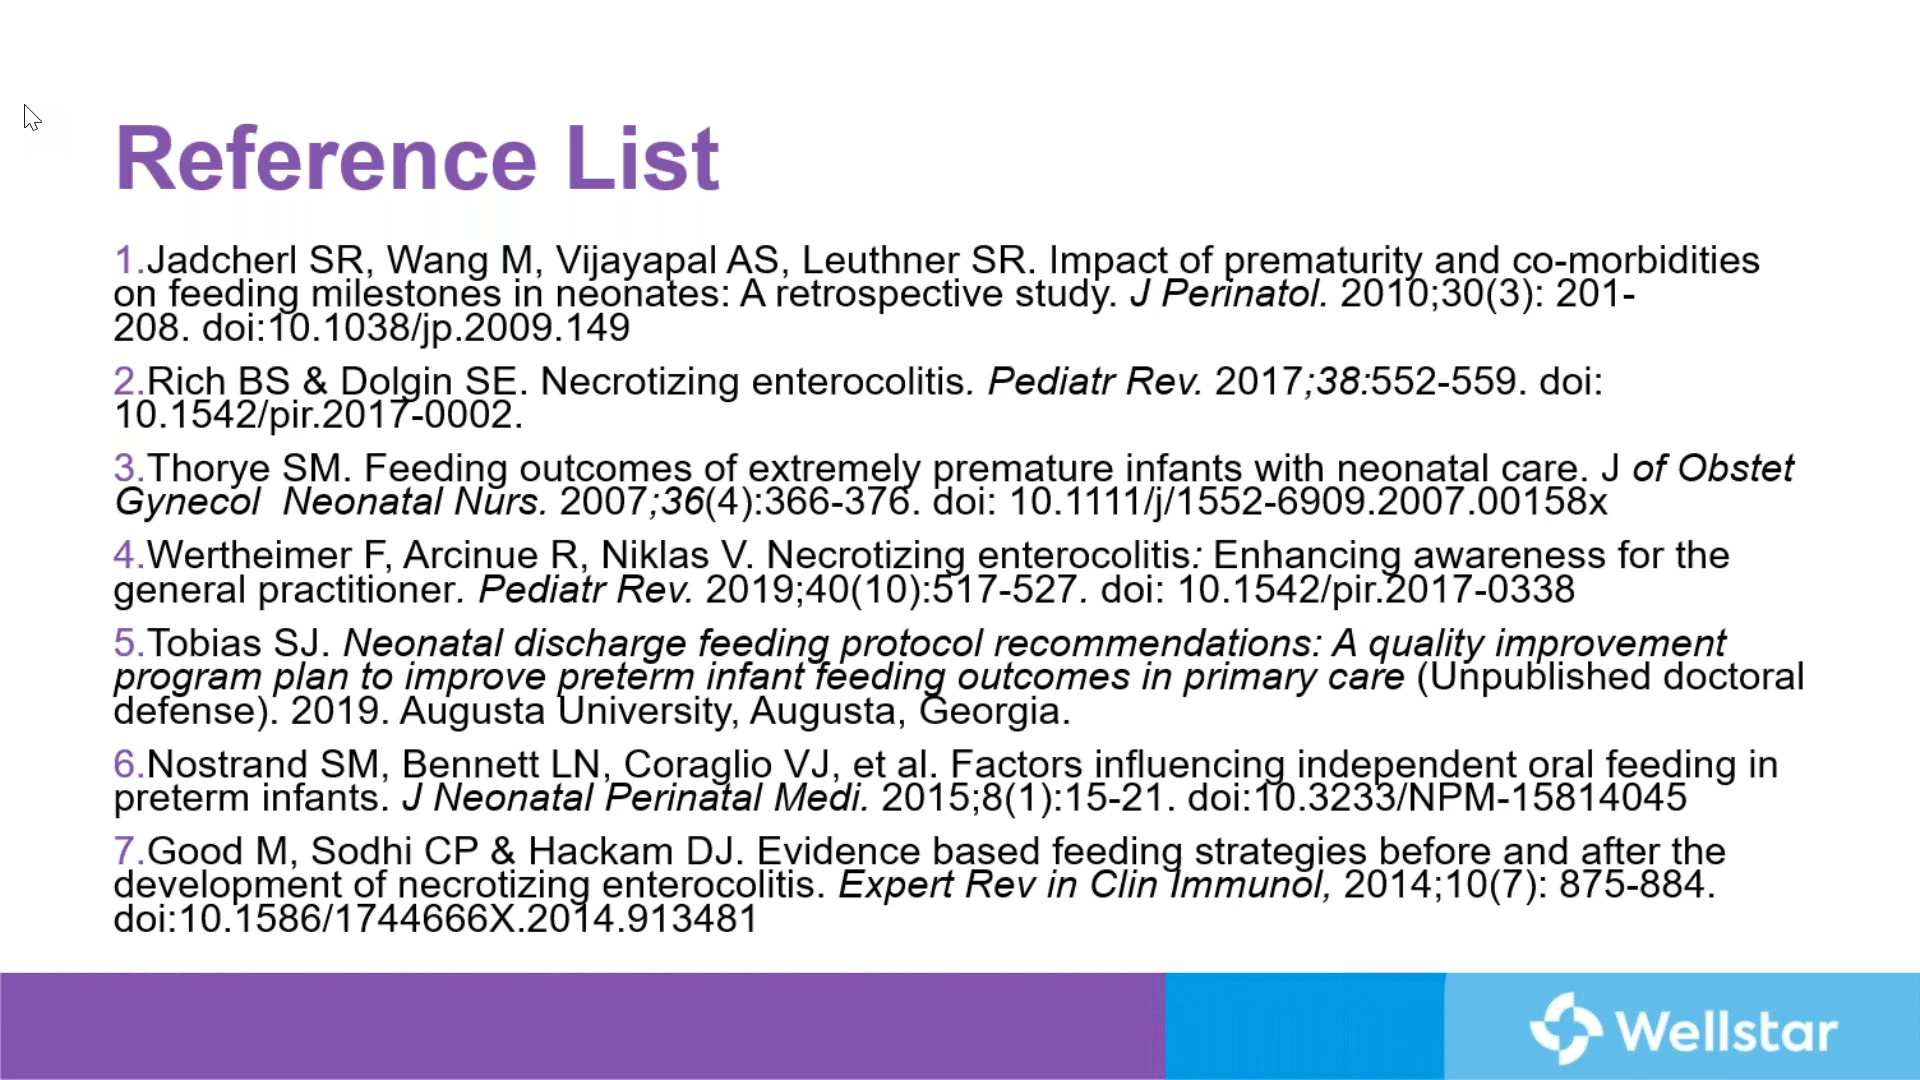 Reference List
1.Jadcherl SR, Wang M, Vijayapal AS, Leuthner SR. Impact of prematurity and co-morbidities
on feeding milestones in neonates: A retrospective study. J Perinatol. 2010;30(3): 201-
208. doi:10.1038/jp.2009.149
2.Rich BS & Dolgin SE. Necrotizing enterocolitis. Pediatr Rev. 2017;38:552-559. doi:
10.1542/pir.2017-0002.
3.Thorye SM. Feeding outcomes of extremely premature infants with neonatal care. J of Obstet
Gynecol  Neonatal Nurs. 2007;36(4):366-376. doi: 10.1111/j/1552-6909.2007.00158x
4.Wertheimer F, Arcinue R, Niklas V. Necrotizing enterocolitis: Enhancing awareness for the
general practitioner. Pediatr Rev. 2019;40(10):517-527. doi: 10.1542/pir.2017-0338
5.Tobias SJ. Neonatal discharge feeding protocol recommendations: A quality improvement
program plan to improve preterm infant feeding outcomes in primary care (Unpublished doctoral
defense). 2019. Augusta University, Augusta, Georgia.
6.Nostrand SM, Bennett LN, Coraglio VJ, et al. Factors influencing independent oral feeding in
preterm infants. J Neonatal Perinatal Medi. 2015;8(1):15-21. doi:10.3233/NPM-15814045
7.Good M, Sodhi CP & Hackam DJ. Evidence based feeding strategies before and after the
development of necrotizing enterocolitis. Expert Rev in Clin Immunol, 2014;10(7): 875-884.
doi:10.1586/1744666X.2014.913481
Wellstar